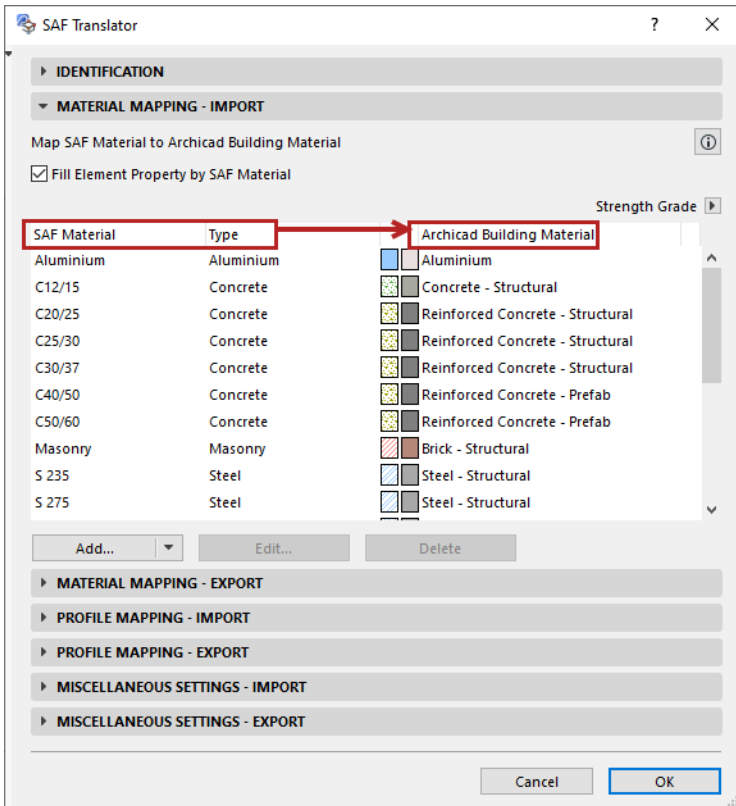 SAF Translator ? ×
IDENTIFICATION
MATERIAL MAPPING - IMPORT
Map SAF Material to Archicad Building Material
Fill Element Property by SAF Material
Strength Grade
SAF Material Type Archicad Building Material
Aluminium Aluminium Aluminium
C12/15 Concrete Concrete - Structural
C20/25 Concrete Reinforced Concrete - Structural
C25/30 Concrete Reinforced Concrete - Structural
C30/37 Concrete Reinforced Concrete - Structural
C40/50 Concrete Reinforced Concrete - Prefab
C50/60 Concrete Reinforced Concrete - Prefab
Masonry Masonry Brick - Structural
S 235 Steel Steel - Structural
S 275 Steel Steel - Structural
Add... Edit... Delete
MATERIAL MAPPING - EXPORT
PROFILE MAPPING - IMPORT
PROFILE MAPPING - EXPORT
MISCELLANEOUS SETTINGS - IMPORT
MISCELLANEOUS SETTINGS - EXPORT
Cancel OK